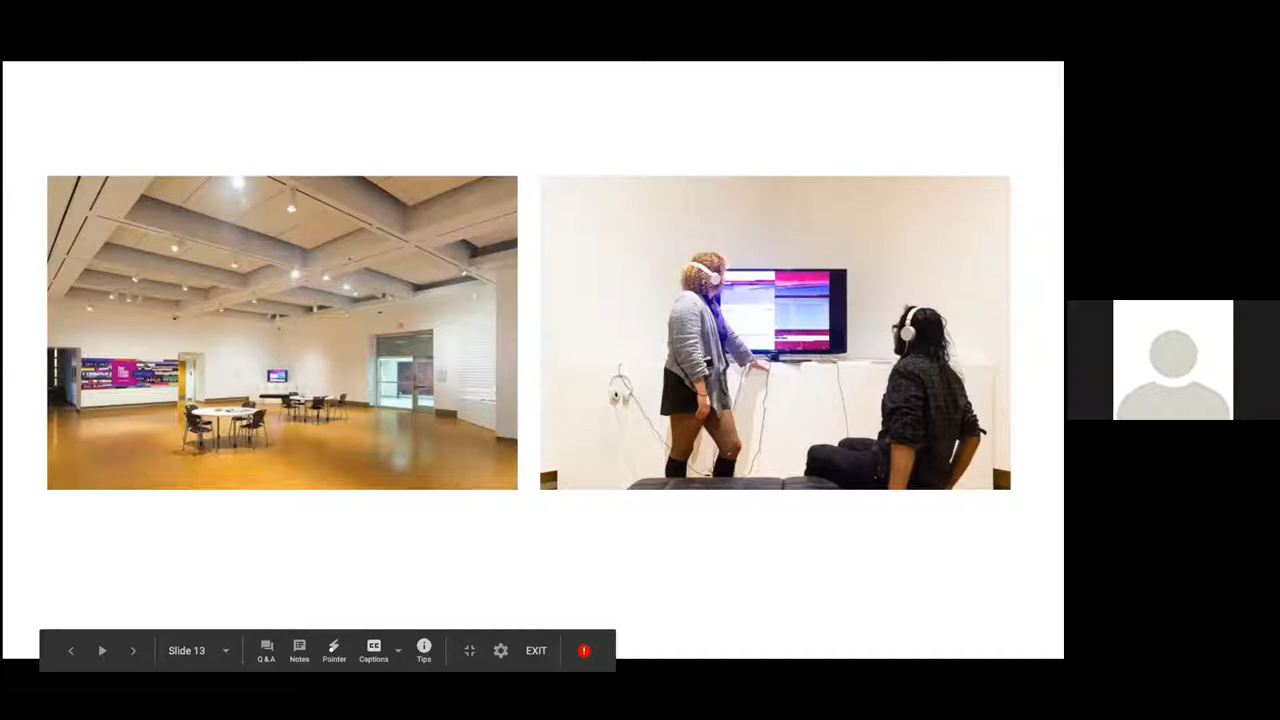 Slide 13
Q & A
Notes
Pointer
Captions
Tips
EXIT